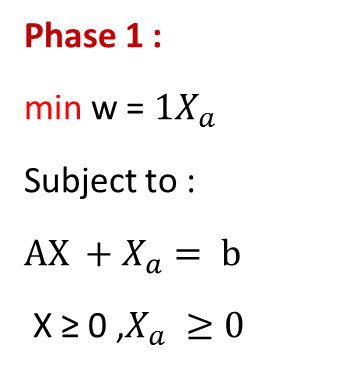 Phase 1 :
min w = 1Xₐ
Subject to :
AX + Xₐ = b
X ≥ 0 ,Xₐ ≥ 0